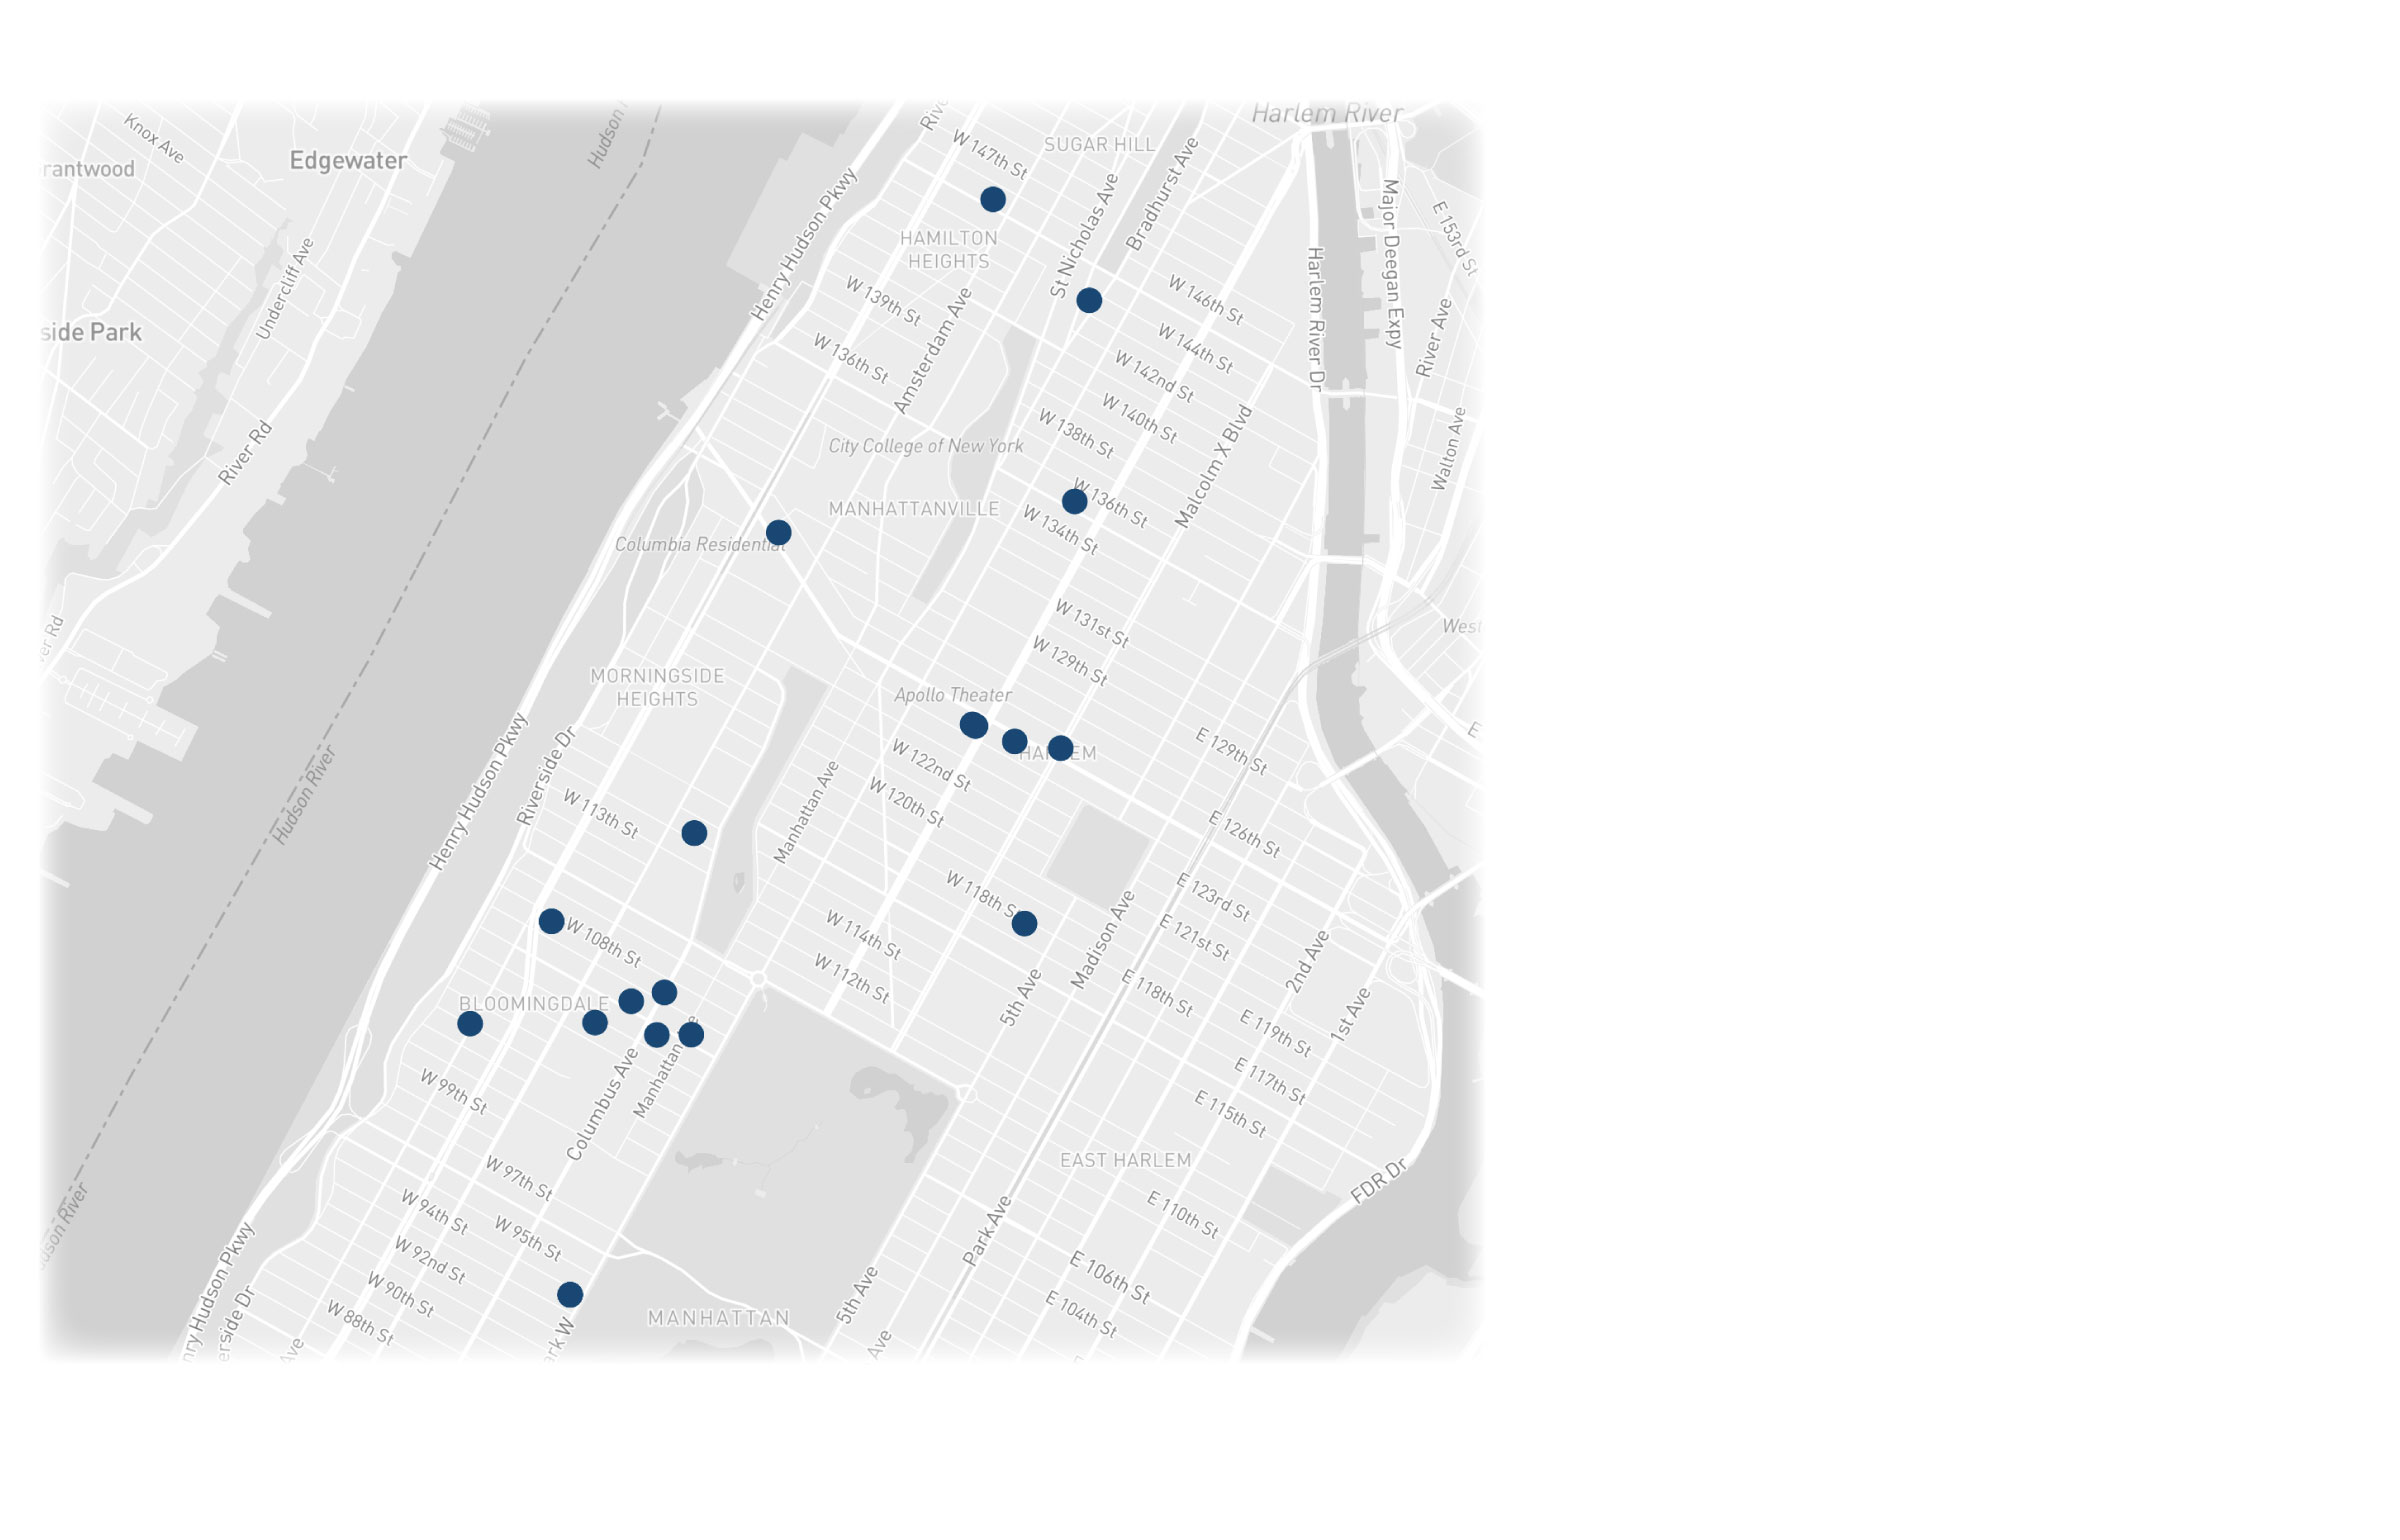 Harlem River
Knox Ave
Edgewater
rantwood
Hudson
W 147th St
SUGAR HILL
Henry Hudson Pkwy
St Nicholas Ave
Bradhurst Ave
Major Deegan Expy
E 153rd St
HAMILTON
HEIGHTS
Undercliff Ave
side Park
W 139th St
W 136th St
Amsterdam Ave
W 146th St
W 144th St
W 142nd St
W 140th St
W 138th St
Harlem River Dr
River Ave
Walton Ave
River Rd
City College of New York
MANHATTANVILLE
Malcolm X Blvd
W 136th St
W 134th St
Columbia Residential
W 131st St
W 129th St
West
MORNINGSIDE
HEIGHTS
Apollo Theater
HARLEM
W 122nd St
W 120th St
E 129th St
E 126th St
Hudson River
Henry Hudson Pkwy
Riverside Dr
W 113th St
Manhattan Ave
W 118th St
W 114th St
W 112th St
Madison Ave
5th Ave
E 123rd St
E 121st St
E 118th St
2nd Ave
1st Ave
E 119th St
E 117th St
E 115th St
W 108th St
BLOOMINGDALE
W 99th St
Columbus Ave
Manhattan
W 97th St
W 94th St
W 95th St
W 92nd St
W 90th St
W 88th St
EAST HARLEM
FDR Dr
E 110th St
E 106th St
E 104th St
Park Ave
5th Ave
MANHATTAN
dson River
nry Hudson Pkwy
erside Dr
Ave
ark W
Ave